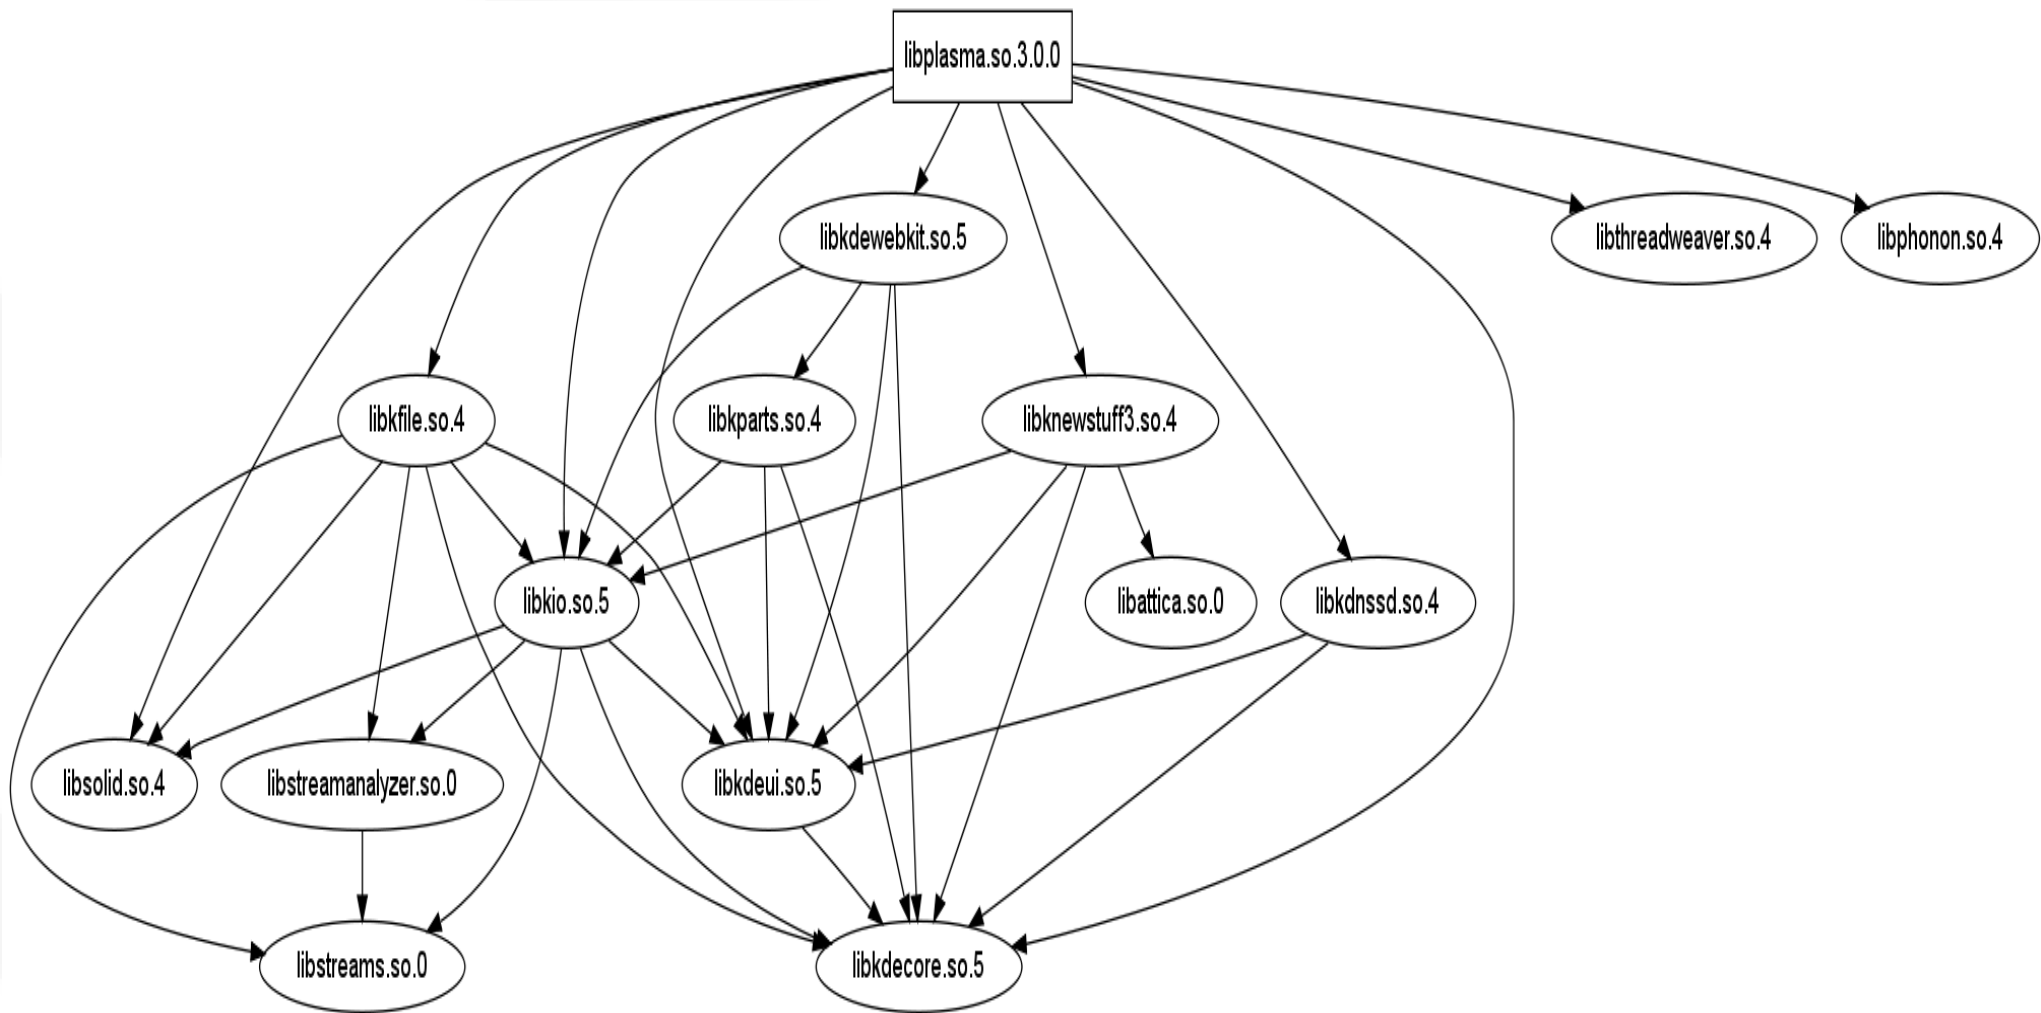 libplasma.so.3.0.0
libkdewebkit.so.5
libthreadweaver.so.4
libphonon.so.4
libkfile.so.4
libkparts.so.4
libknewstuff3.so.4
libkio.so.5
libattica.so.0
libkdnssd.so.4
libsolid.so.4
libstreamanalyzer.so.0
libkdeui.so.5
libstreams.so.0
libkdecore.so.5